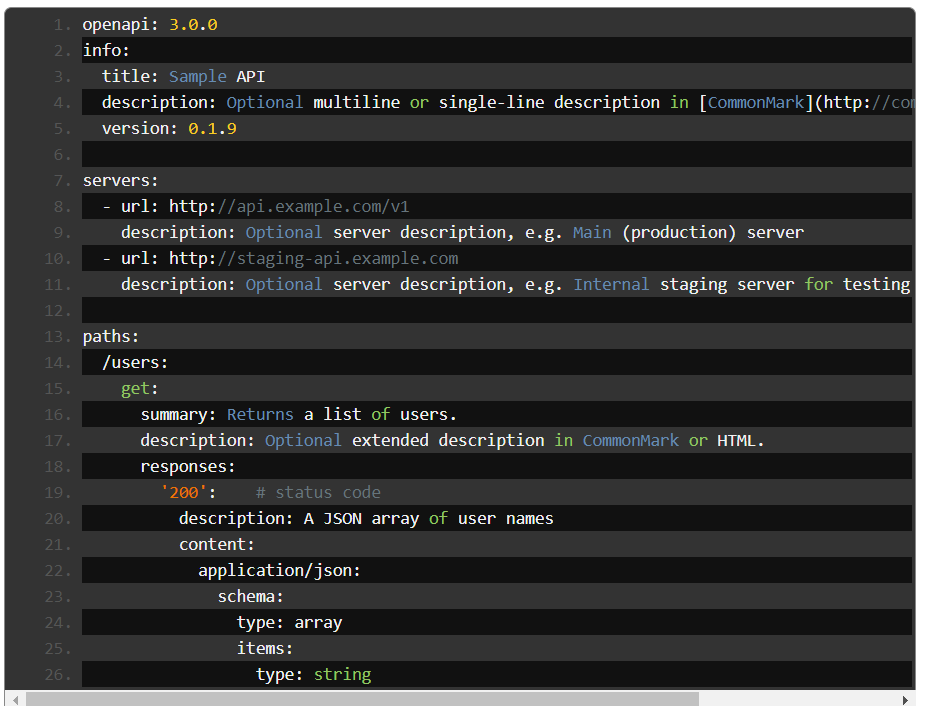 1. openapi: 3.0.0
2. info:
3.   title: Sample API
4.   description: Optional multiline or single-line description in [CommonMark](http://co
5.   version: 0.1.9
6.
7. servers:
8.   - url: http://api.example.com/v1
9.     description: Optional server description, e.g. Main (production) server
10.   - url: http://staging-api.example.com
11.     description: Optional server description, e.g. Internal staging server for testing
12.
13. paths:
14.   /users:
15.     get:
16.       summary: Returns a list of users.
17.       description: Optional extended description in CommonMark or HTML.
18.       responses:
19.         '200':    # status code
20.           description: A JSON array of user names
21.           content:
22.             application/json:
23.               schema:
24.                 type: array
25.                 items:
26.                   type: string